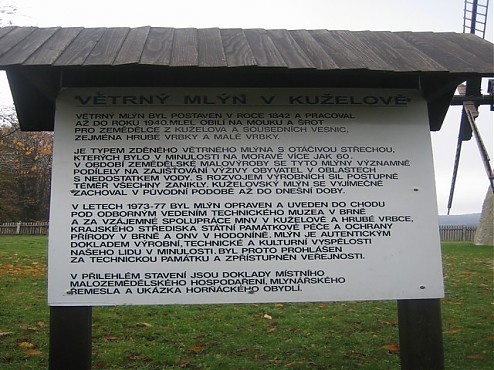 VĚTRNÝ MLÝN V KUŽELOVĚ
VĚTRNÝ MLÝN BYL POSTAVEN V ROCE 1842 A PRACOVAL
AŽ DO ROKU 1940. MLEL OBILÍ NA MOUKU A ŠROT
PRO ZEMĚDĚLCE Z KUŽELOVA A SOUSEDNÍCH VESNIC,
ZEJMÉNA HRUBÉ VRBKY A MALÉ VRBKY.
JE TYPEM ZDĚNÉHO VĚTRNÉHO MLÝNA S OTÁČIVOU STŘECHOU,
KTERÝCH BYLO V MINULOSTI NA MORAVĚ VÍCE JAK 60.
V OBDOBÍ ZEMĚDĚLSKÉ MALOVÝROBY SE TYTO MLÝNY VÝZNAMNĚ
PODÍLELY NA ZAJIŠŤOVÁNÍ VÝŽIVY OBYVATEL V OBLASTECH
S NEDOSTATKEM VODY. S ROZVOJEM VÝROBNÍCH SIL POSTUPNĚ
TÉMĚŘ VŠECHNY ZANIKLY. KUŽELOVSKÝ MLÝN SE VÝJIMEČNĚ
ZACHOVAL V PŮVODNÍ PODOBĚ AŽ DO DNEŠNÍ DOBY.
V LETECH 1973-77 BYL MLÝN OPRAVEN A UVEDEN DO CHODU
POD ODBORNÝM VEDENÍM TECHNICKÉHO MUZEA V BRNĚ
A ZA VZÁJEMNÉ SPOLUPRÁCE MNV V KUŽELOVĚ A HRUBÉ VRBCE,
KRAJSKÉHO STŘEDISKA STÁTNÍ PAMÁTKOVÉ PÉČE A OCHRANY
PŘÍRODY V BRNĚ A ONV V HODONÍNĚ. MLÝN JE AUTENTICKÝM
DOKLADEM VÝROBNÍ, TECHNICKÉ A KULTURNÍ VYSPĚLOSTI
NAŠEHO LIDU V MINULOSTI, BYL PROTO PROHLÁŠEN
ZA TECHNICKOU PAMÁTKU A ZPŘÍSTUPNĚN VEŘEJNOSTI.
V PŘILEHLÉM STAVENÍ JSOU DOKLADY MÍSTNÍHO
MALOZEMĚDĚLSKÉHO HOSPODAŘENÍ, MLYNÁŘSKÉHO
ŘEMESLA A UKÁZKA HORŇÁCKÉHO OBYDLÍ.